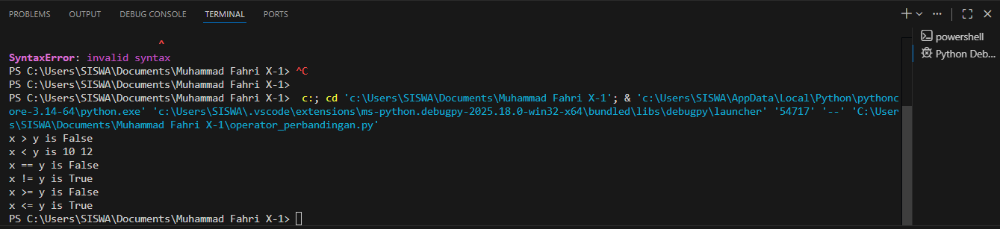 PROBLEMS OUTPUT DEBUG CONSOLE TERMINAL PORTS
^
SyntaxError: invalid syntax
PS C:\Users\SISWA\Documents\Muhammad Fahri X-1> ^C
PS C:\Users\SISWA\Documents\Muhammad Fahri X-1>
PS C:\Users\SISWA\Documents\Muhammad Fahri X-1>  c:; cd 'c:\Users\SISWA\Documents\Muhammad Fahri X-1'; & 'c:\Users\SISWA\AppData\Local\Python\pythonc
ore-3.14-64\python.exe' 'c:\Users\SISWA\.vscode\extensions\ms-python.debugpy-2025.18.0-win32-x64\bundled\libs\debugpy\launcher' '54717' '--' 'C:\User
s\SISWA\Documents\Muhammad Fahri X-1\operator_perbandingan.py'
x > y is False
x < y is 10 12
x == y is False
x != y is True
x >= y is False
x <= y is True
PS C:\Users\SISWA\Documents\Muhammad Fahri X-1>
powershell
Python Deb...